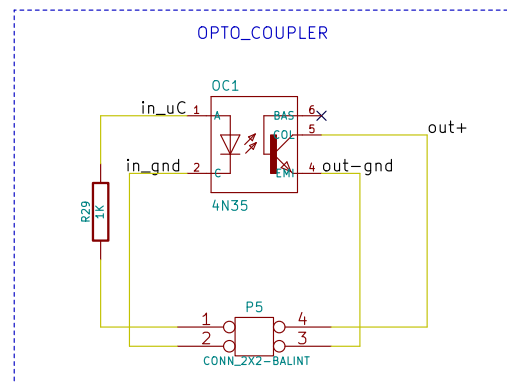 OPTO_COUPLER
OC1
in_uC 1 A BAS 6
COL 5 out+
in_gnd 2 C EMI 4 out-gnd
4N35
R29
1K
P5
1 4
2 3
CONN_2X2-BALINT